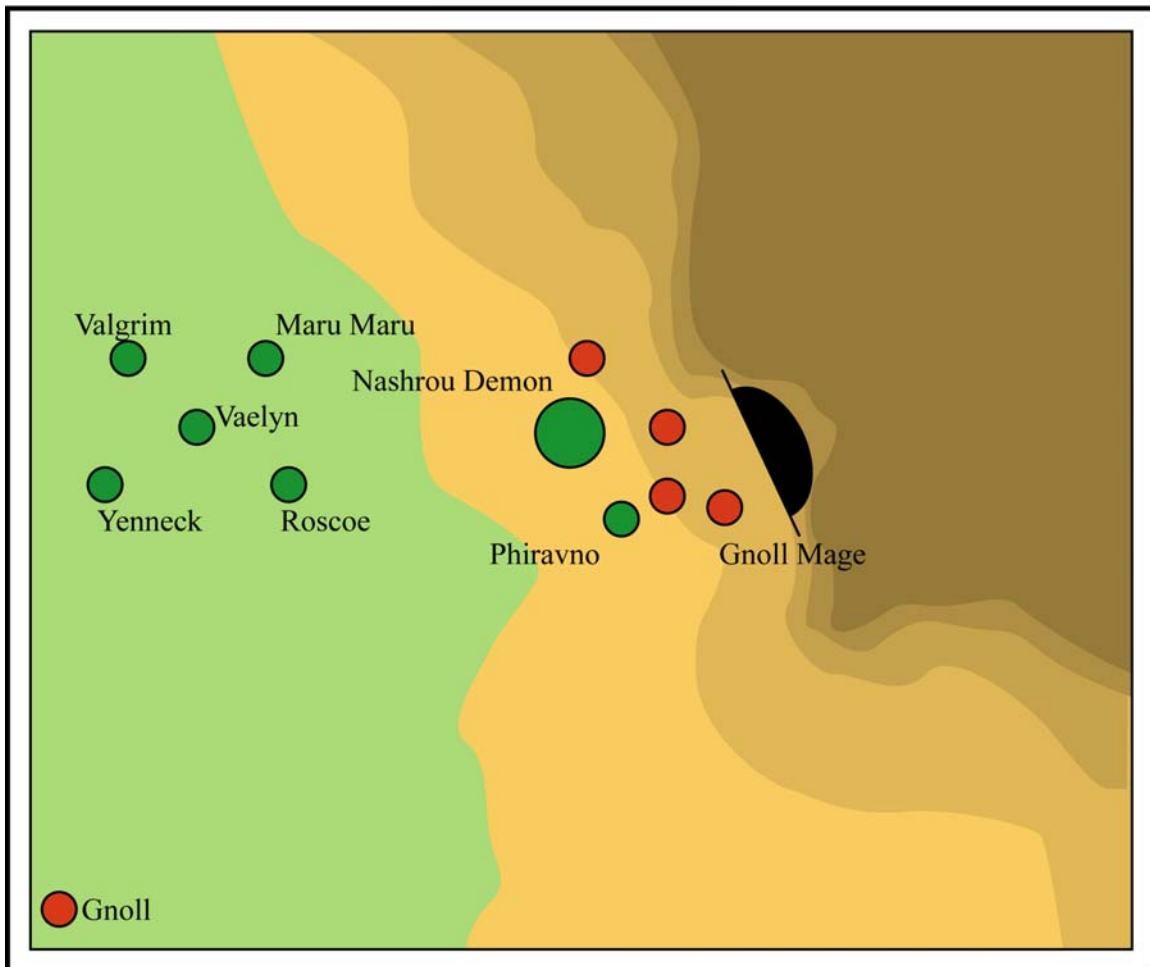 Valgrim
Maru Maru
Nashrou Demon
Vaelyn
Yenneck
Roscoe
Phiravno
Gnoll Mage
Gnoll